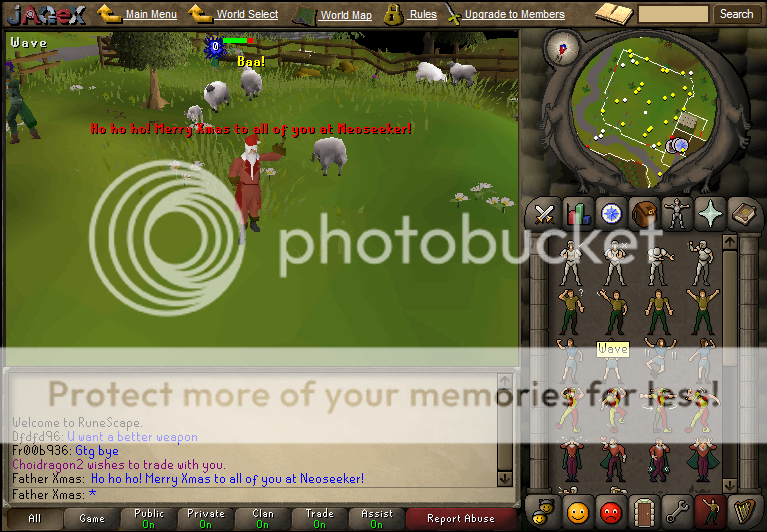 JAGEX Main Menu World Select World Map Rules Upgrade to Members Search
Wave
0
Baa!
Ho ho ho! Merry Xmas to all of you at Neoseeker!
photobucket
Wave
Protect more of your memories for less!
Welcome to RuneScape.
Dfdfd96: U want a better weapon
Fr00b936: Gtg bye
Choidragon2 wishes to trade with you.
Father Xmas: Ho ho ho! Merry Xmas to all of you at Neoseeker!
Father Xmas: *
All Game Public On Private On Clan On Trade On Assist On Report Abuse